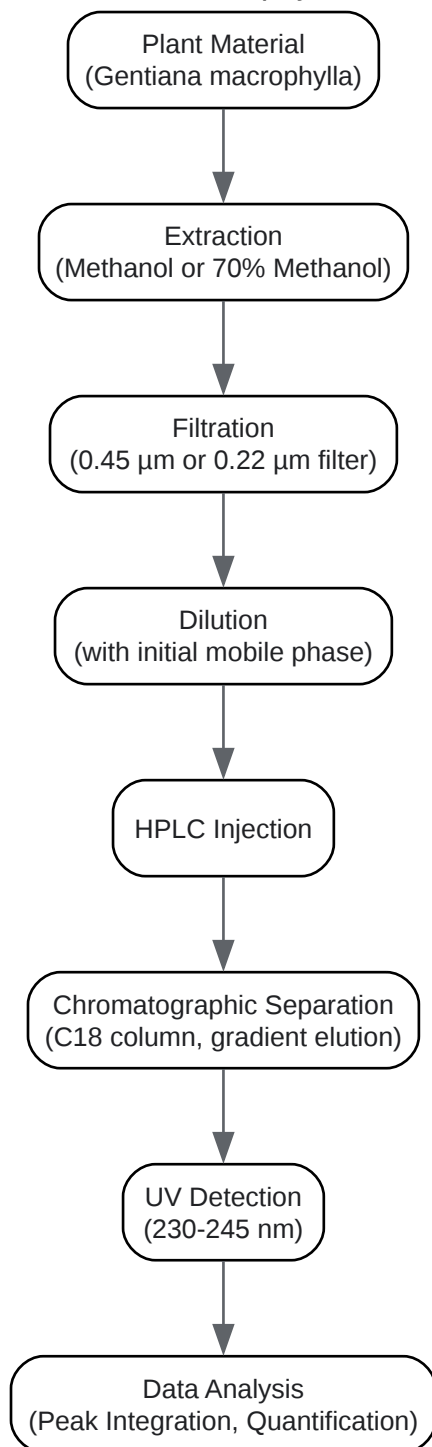 Plant Material
(Gentiana macrophylla)
Extraction
(Methanol or 70% Methanol)
Filtration
(0.45 µm or 0.22 µm filter)
Dilution
(with initial mobile phase)
HPLC Injection
Chromatographic Separation
(C18 column, gradient elution)
UV Detection
(230-245 nm)
Data Analysis
(Peak Integration, Quantification)